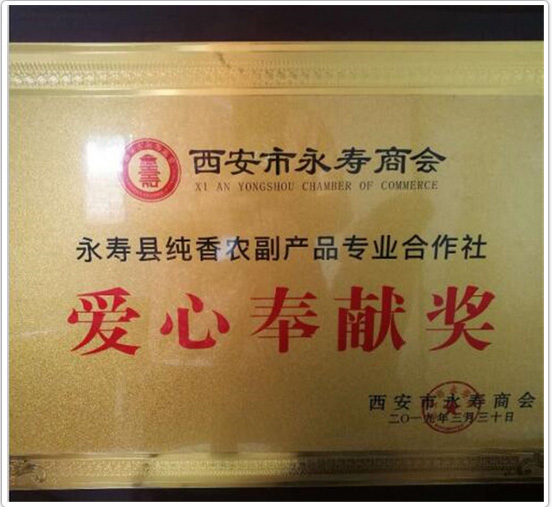 西安市永寿商会
XI AN YONGSHOU CHAMBER OF COMMERCE
永寿县纯香农副产品专业合作社
爱心奉献奖
西安市永寿商会
二〇一九年三月三十日